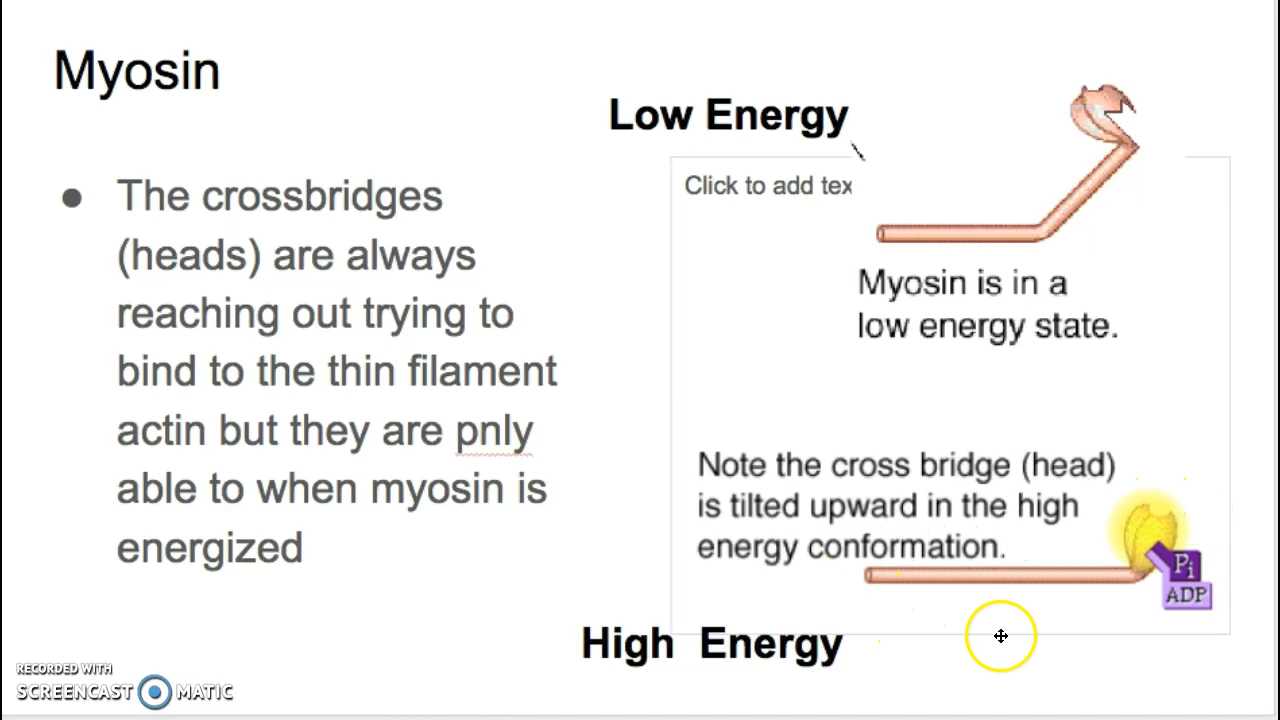 Myosin
● The crossbridges
(heads) are always
reaching out trying to
bind to the thin filament
actin but they are pnly
able to when myosin is
energized
Low Energy
Click to add tex
Myosin is in a
low energy state.
Note the cross bridge (head)
is tilted upward in the high
energy conformation.
Pi
ADP
High Energy
RECORDED WITH
SCREENCAST MATIC